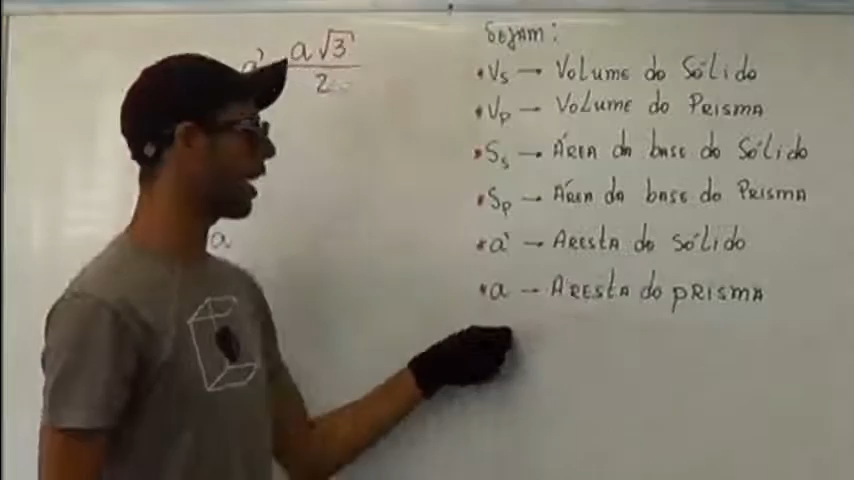 a' = a√3
2
a
Sejam:
•Vs → Volume do Sólido
•Vp → Volume do Prisma
•Ss → Área da base do Sólido
•Sp → Área da base do Prisma
•a' → Aresta do sólido
•a → Aresta do prisma